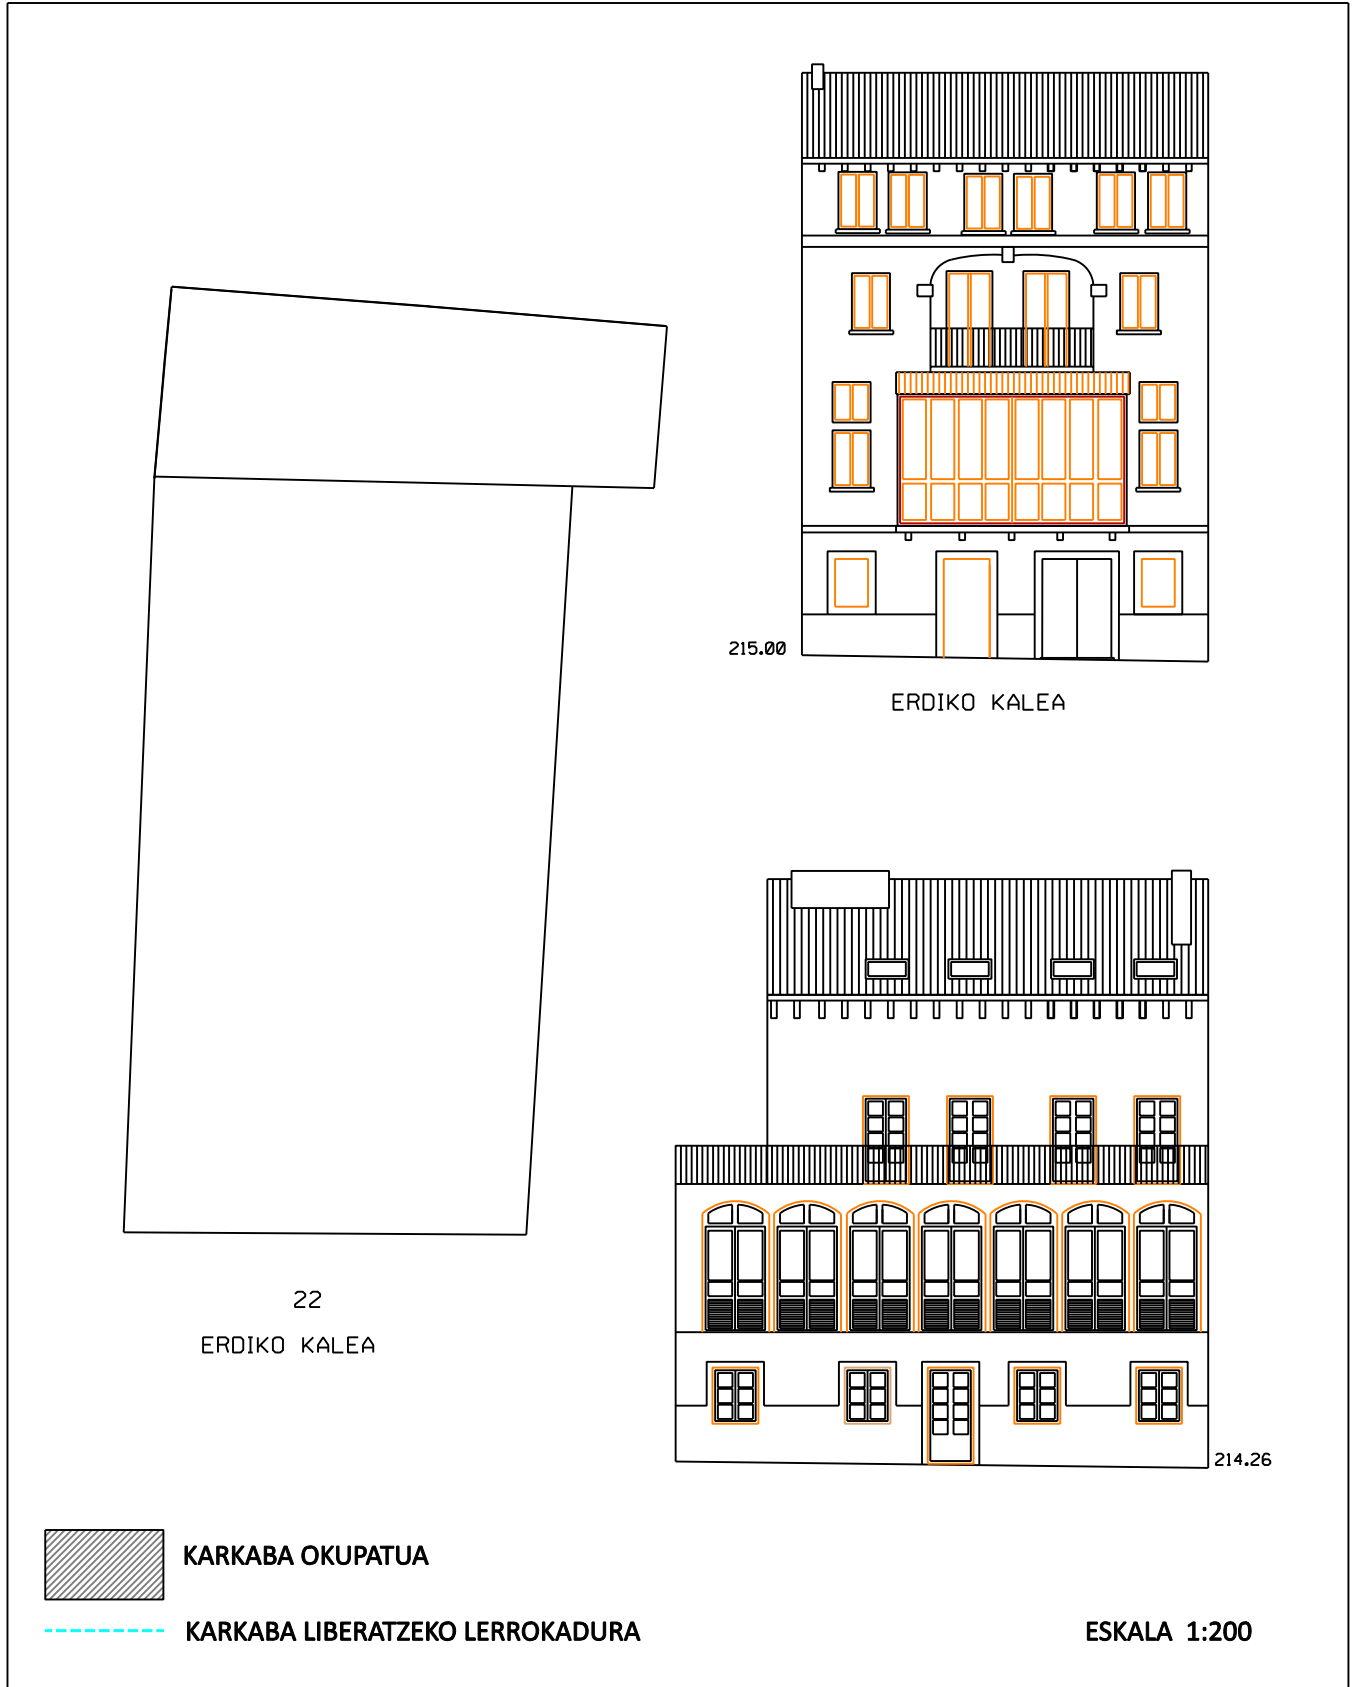 215.00
ERDIKO KALEA
22
ERDIKO KALEA
214.26
KARKABA OKUPATUA
KARKABA LIBERATZEKO LERROKADURA
ESKALA 1:200